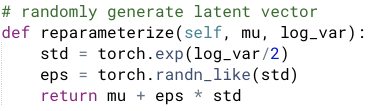 # randomly generate latent vector
def reparameterize(self, mu, log_var):
    std = torch.exp(log_var/2)
    eps = torch.randn_like(std)
    return mu + eps * std